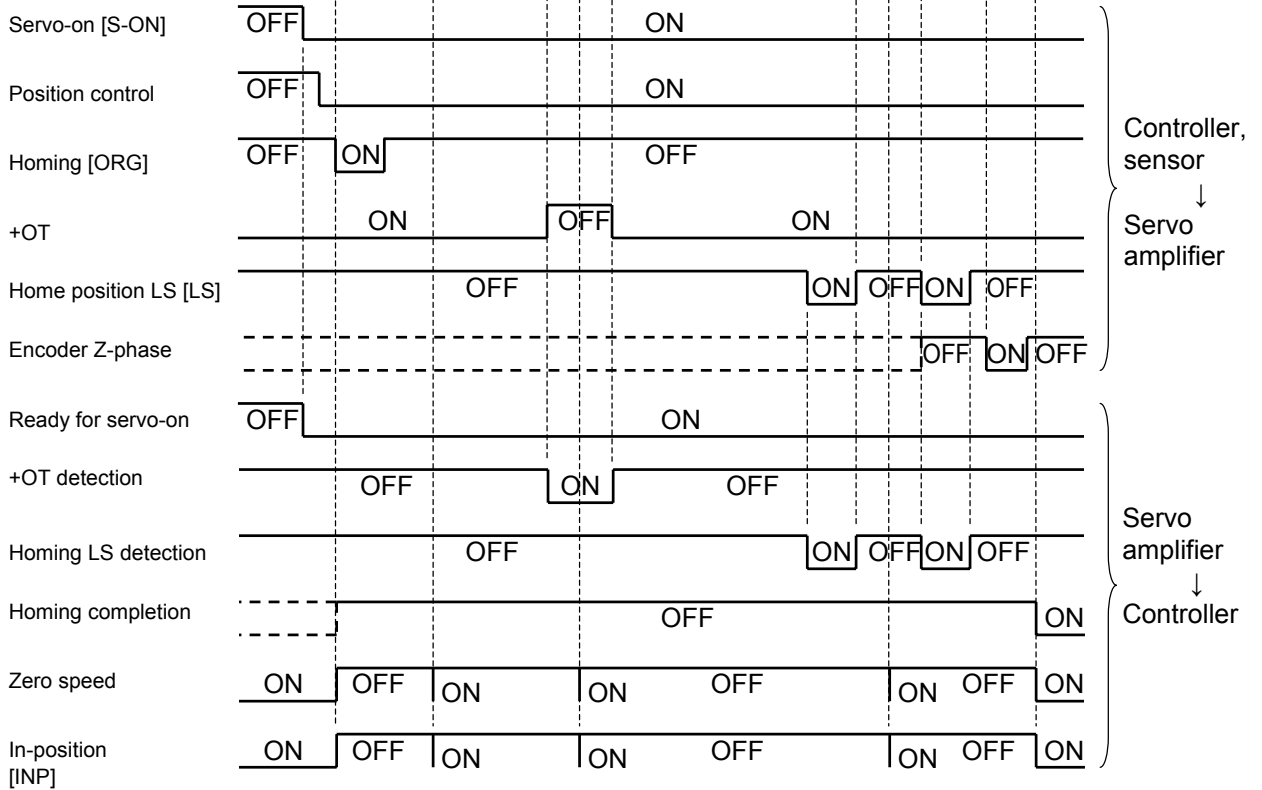 Servo-on [S-ON] OFF ON
Position control OFF ON
Homing [ORG] OFF ON OFF
+OT ON OFF ON
Home position LS [LS] OFF ON OFF ON OFF
Encoder Z-phase OFF ON OFF
Controller,
sensor
↓
Servo
amplifier
Ready for servo-on OFF ON
+OT detection OFF ON OFF
Homing LS detection OFF ON OFF ON OFF
Homing completion OFF ON
Zero speed ON OFF ON ON OFF ON OFF ON
In-position ON OFF ON ON OFF ON OFF ON
[INP]
Servo
amplifier
↓
Controller